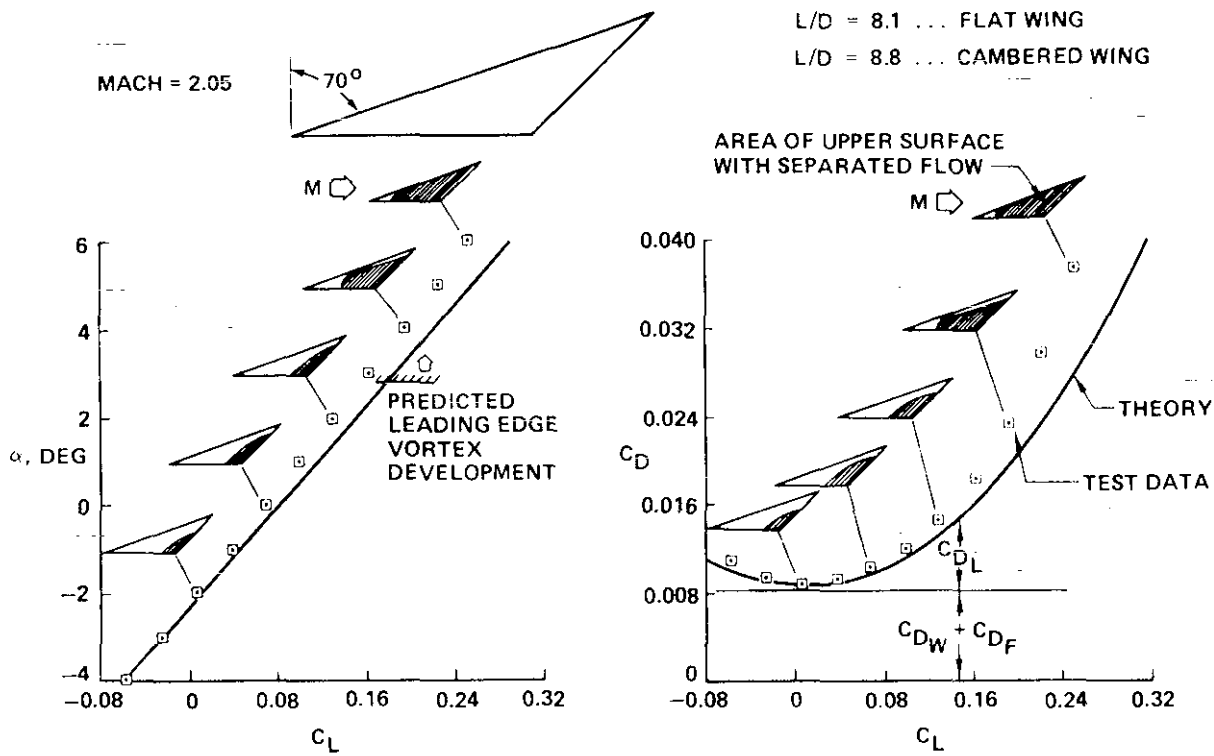 L/D = 8.1 ... FLAT WING
L/D = 8.8 ... CAMBERED WING
MACH = 2.05
70°
M
6
4
2
0
-2
-4
α, DEG
PREDICTED
LEADING EDGE
VORTEX
DEVELOPMENT
-0.08
0
0.08
0.16
0.24
0.32
C_L
AREA OF UPPER SURFACE
WITH SEPARATED FLOW
M
0.040
0.032
0.024
0.016
0.008
0
C_D
THEORY
TEST DATA
C_D_L
C_D_W + C_D_F
-0.08
0
0.08
0.16
0.24
0.32
C_L